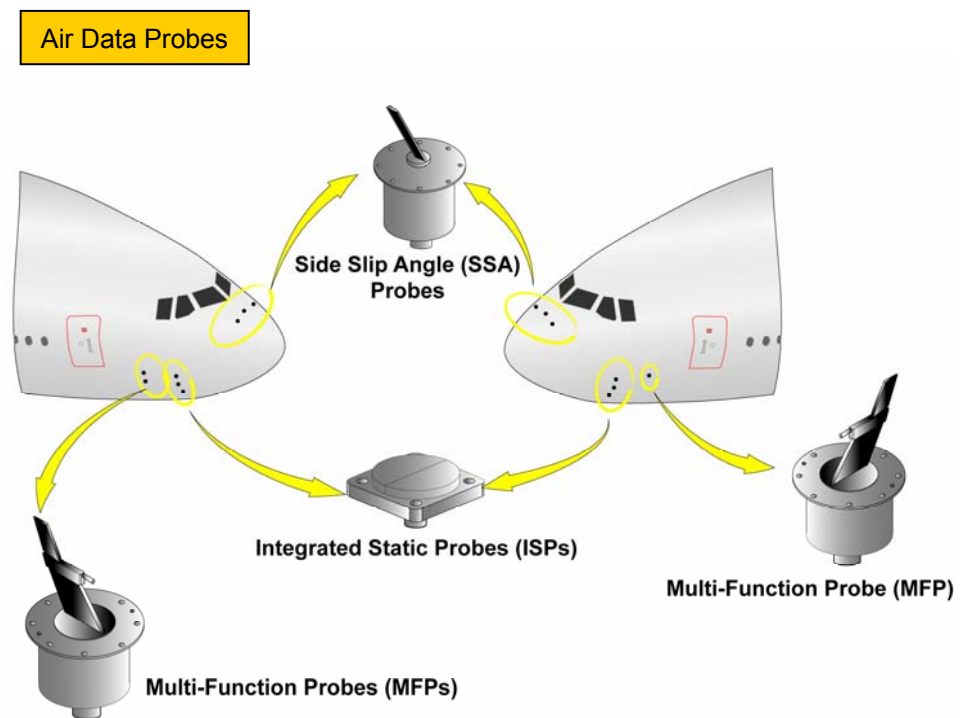 Air Data Probes
Side Slip Angle (SSA)
Probes
Integrated Static Probes (ISPs)
Multi-Function Probe (MFP)
Multi-Function Probes (MFPs)